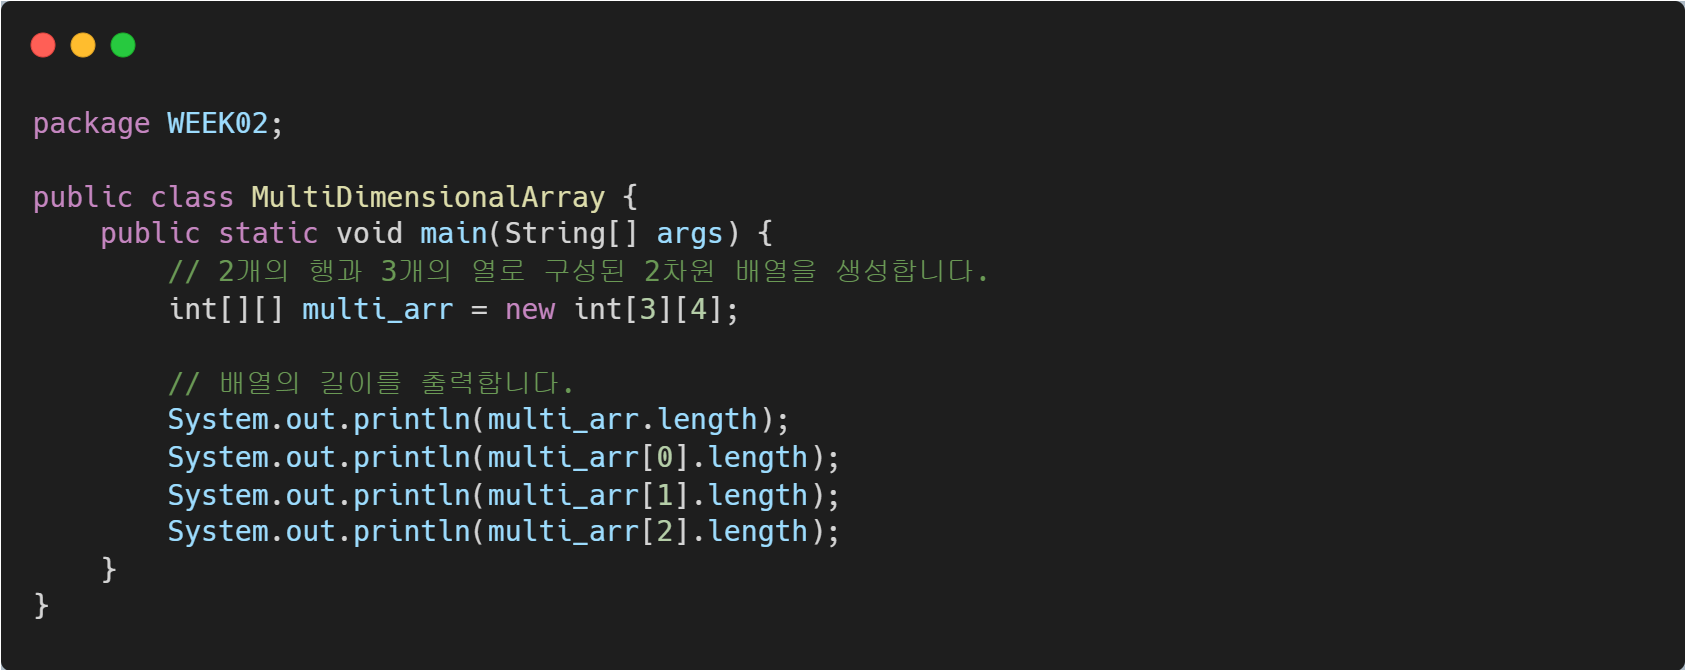 package WEEK02;
public class MultiDimensionalArray {
public static void main(String[] args) {
// 2개의 행과 3개의 열로 구성된 2차원 배열을 생성합니다.
int[][] multi_arr = new int[3][4];
// 배열의 길이를 출력합니다.
System.out.println(multi_arr.length);
System.out.println(multi_arr[0].length);
System.out.println(multi_arr[1].length);
System.out.println(multi_arr[2].length);
}
}